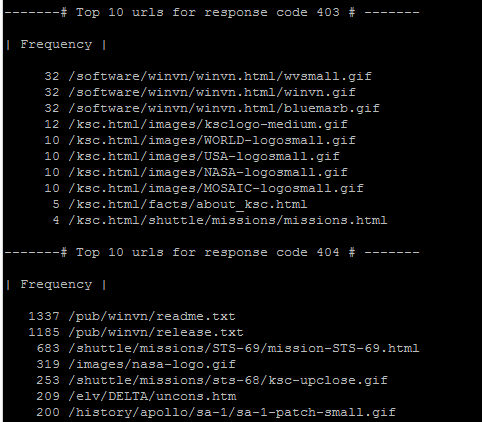 -------# Top 10 urls for response code 403 # -------
| Frequency |
32 /software/winvn/winvn.html/wvsmall.gif
32 /software/winvn/winvn.html/winvn.gif
32 /software/winvn/winvn.html/bluemarb.gif
12 /ksc.html/images/ksclogo-medium.gif
10 /ksc.html/images/WORLD-logosmall.gif
10 /ksc.html/images/USA-logosmall.gif
10 /ksc.html/images/NASA-logosmall.gif
10 /ksc.html/images/MOSAIC-logosmall.gif
5 /ksc.html/facts/about_ksc.html
4 /ksc.html/shuttle/missions/missions.html
-------# Top 10 urls for response code 404 # -------
| Frequency |
1337 /pub/winvn/readme.txt
1185 /pub/winvn/release.txt
683 /shuttle/missions/STS-69/mission-STS-69.html
319 /images/nasa-logo.gif
253 /shuttle/missions/sts-68/ksc-upclose.gif
209 /elv/DELTA/uncons.htm
200 /history/apollo/sa-1/sa-1-patch-small.gif